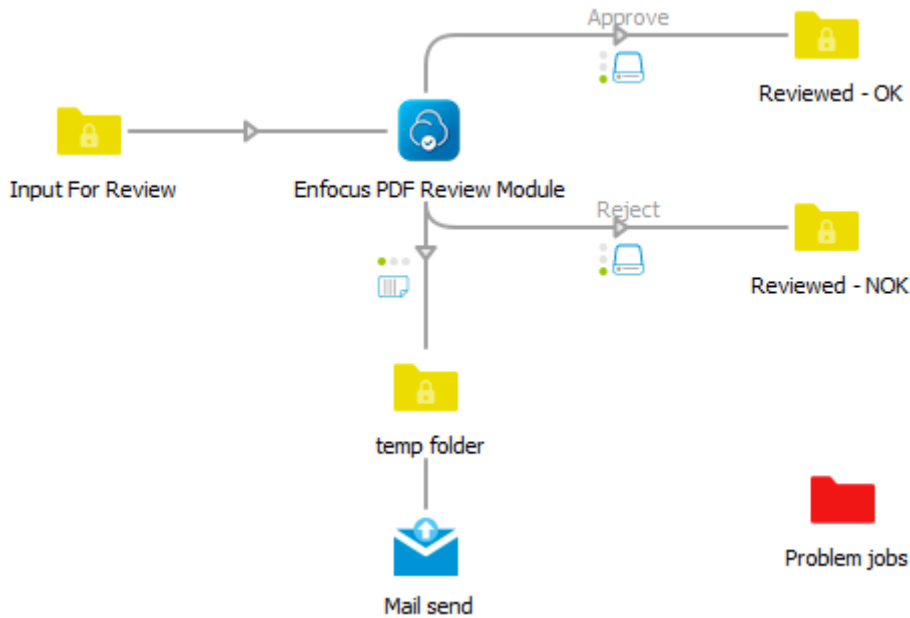 Approve
Reviewed - OK
Input For Review
Enfocus PDF Review Module
Reject
Reviewed - NOK
temp folder
Problem jobs
Mail send